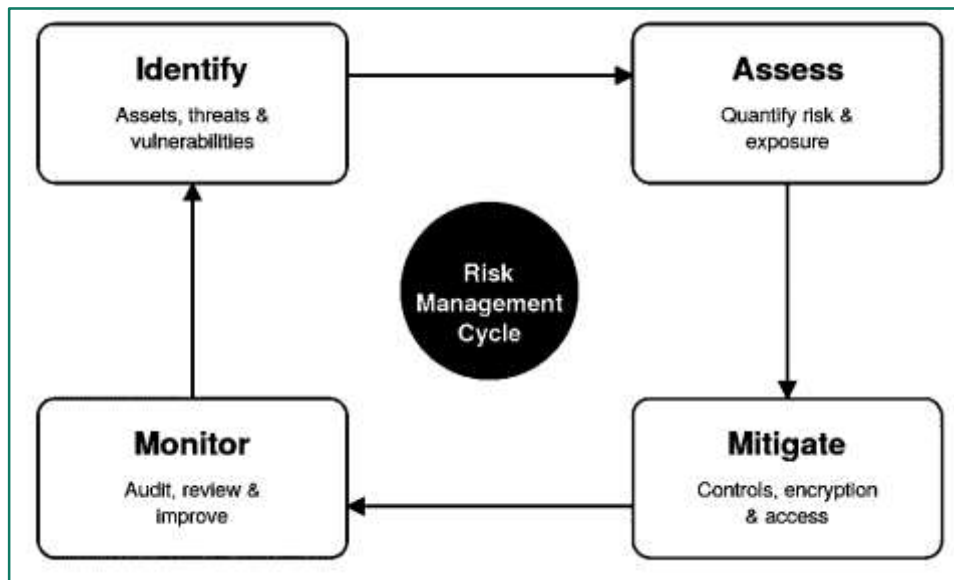 Identify
Assets, threats &
vulnerabilities
Assess
Quantify risk &
exposure
Risk
Management
Cycle
Monitor
Audit, review &
improve
Mitigate
Controls, encryption
& access